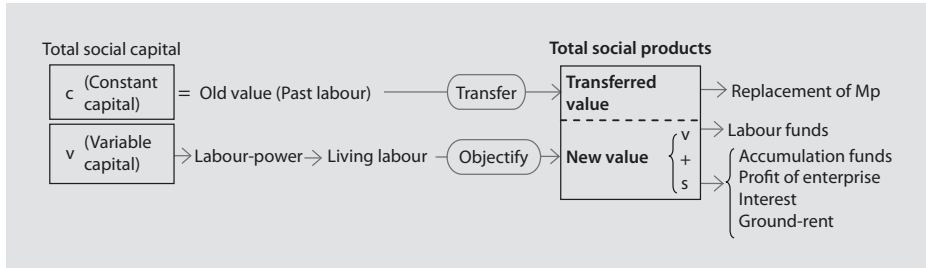 Total social capital
Total social products
c (Constant capital) = Old value (Past labour)
Transfer
Transferred value
Replacement of Mp
v (Variable capital)
Labour-power
Living labour
Objectify
New value
v
+
s
Labour funds
Accumulation funds
Profit of enterprise
Interest
Ground-rent